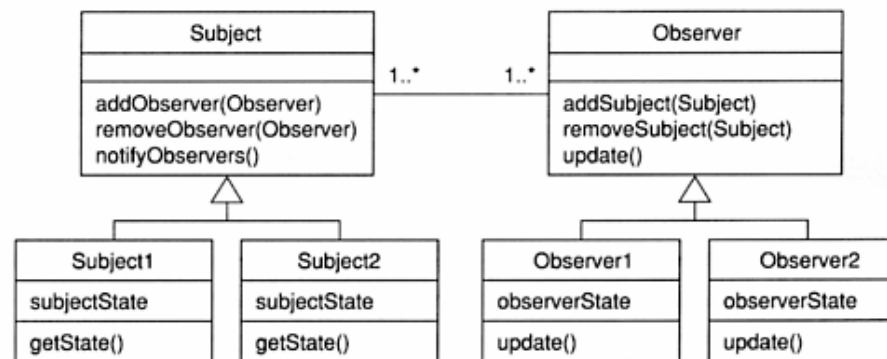 Subject
addObserver(Observer)
removeObserver(Observer)
notifyObservers()
1..*
1..*
Observer
addSubject(Subject)
removeSubject(Subject)
update()
Subject1
subjectState
getState()
Subject2
subjectState
getState()
Observer1
observerState
update()
Observer2
observerState
update()